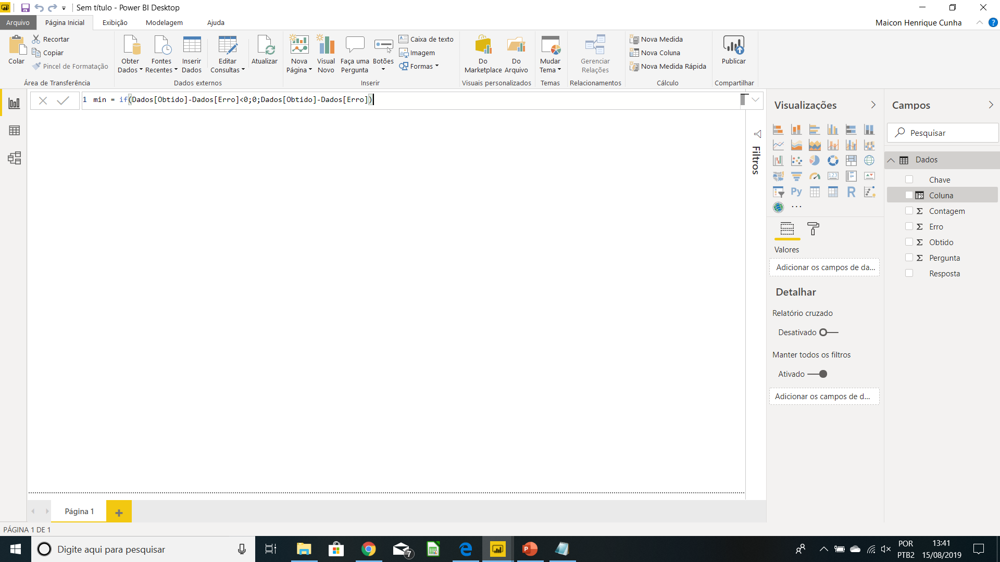 Sem título - Power BI Desktop
Arquivo
Página Inicial
Exibição
Modelagem
Ajuda
Maicon Henrique Cunha
?
Colar
Recortar
Copiar
Pincel de Formatação
Área de Transferência
Obter
Dados
Fontes
Recentes
Inserir
Dados
Editar
Consultas
Atualizar
Dados externos
Nova
Página
Visual
Novo
Faça uma
Pergunta
Botões
Caixa de texto
Imagem
Formas
Inserir
Do
Marketplace
Do
Arquivo
Visuais personalizados
Mudar
Tema
Temas
Gerenciar
Relações
Relacionamentos
Nova Medida
Nova Coluna
Nova Medida Rápida
Cálculo
Publicar
Compartilhar
1 min = if(Dados[Obtido]-Dados[Erro]<0;0;Dados[Obtido]-Dados[Erro])
Filtros
Visualizações
123
Py
R
...
Valores
Adicionar os campos de da...
Detalhar
Relatório cruzado
Desativado
Manter todos os filtros
Ativado
Adicionar os campos de d...
Campos
Pesquisar
Dados
Chave
Coluna
Contagem
Erro
Obtido
Pergunta
Resposta
Página 1
+
PÁGINA 1 DE 1
Digite aqui para pesquisar
7
POR
PTB2
13:41
15/08/2019